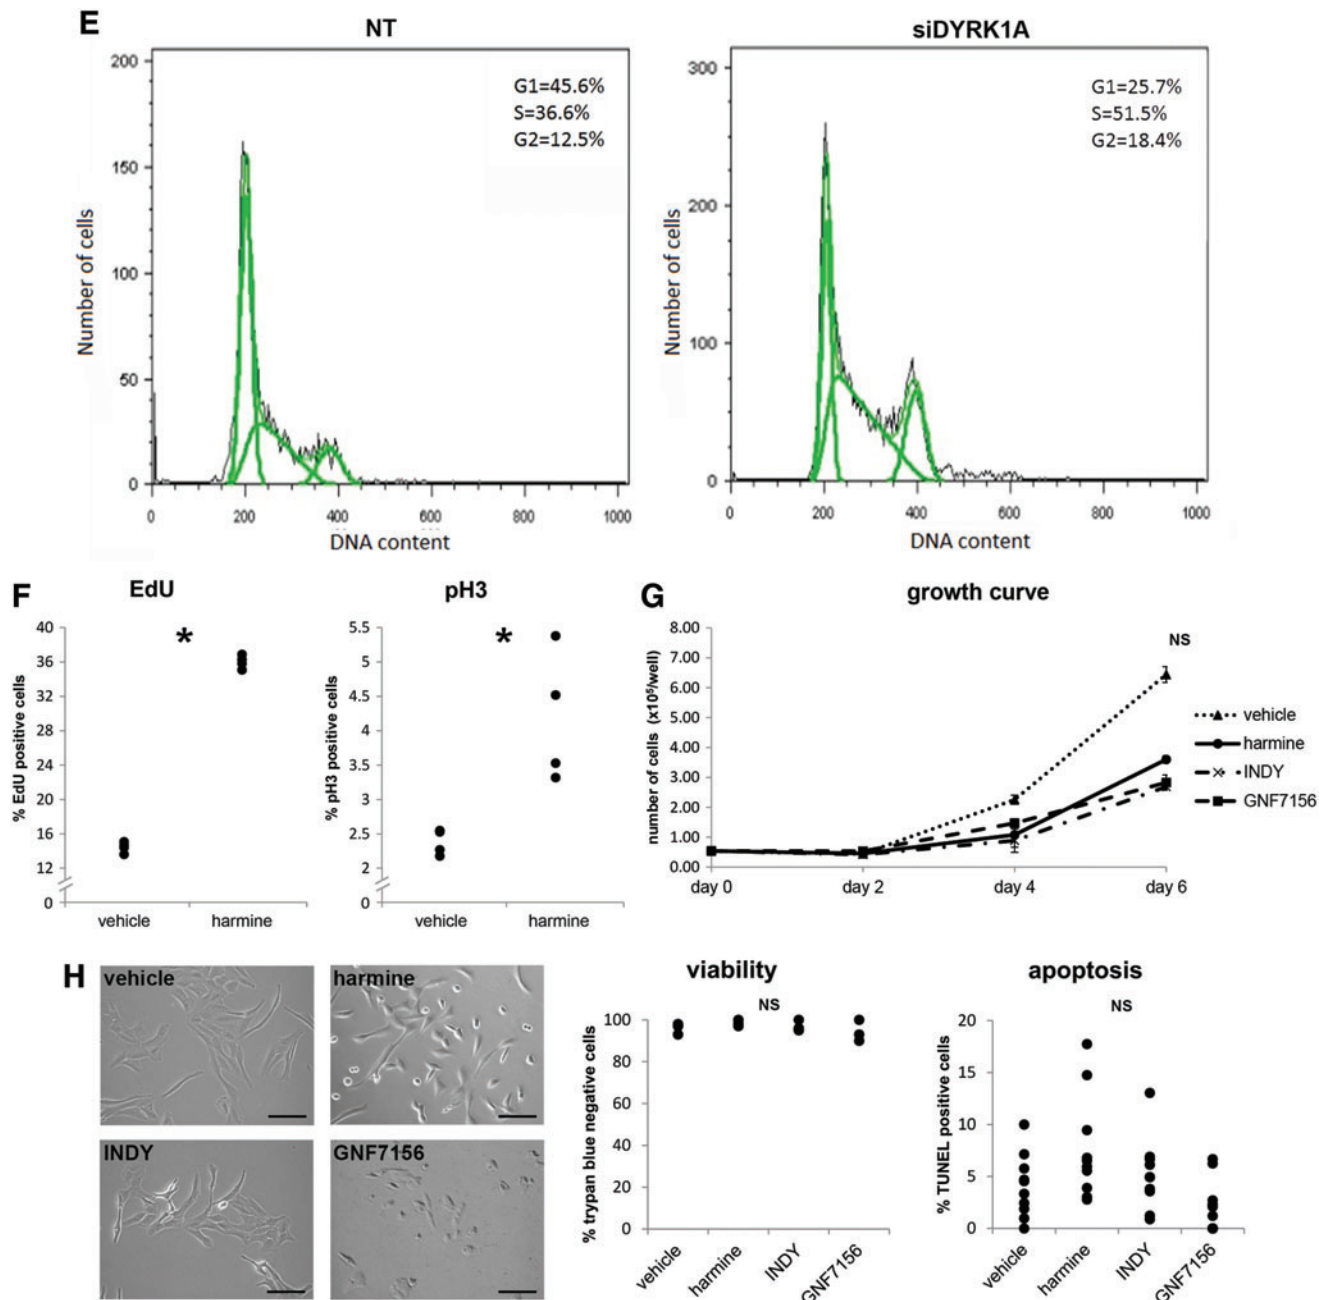 E
NT
siDYRK1A
200
150
100
50
0
Number of cells
G1=45.6%
S=36.6%
G2=12.5%
0 200 400 600 800 1000
DNA content
300
200
100
0
Number of cells
G1=25.7%
S=51.5%
G2=18.4%
0 200 400 600 800 1000
DNA content
F
EdU
% EdU positive cells
40
36
32
28
24
20
16
12
0
*
vehicle harmine
pH3
% pH3 positive cells
5.5
5
4.5
4
3.5
3
2.5
2
0
*
vehicle harmine
G
growth curve
number of cells (x10⁵/well)
8.00
7.00
6.00
5.00
4.00
3.00
2.00
1.00
0.00
NS
day 0 day 2 day 4 day 6
vehicle
harmine
INDY
GNF7156
H
vehicle
harmine
INDY
GNF7156
viability
NS
% trypan blue negative cells
100
80
60
40
20
0
vehicle harmine INDY GNF7156
apoptosis
NS
% TUNEL positive cells
20
15
10
5
0
vehicle harmine INDY GNF7156